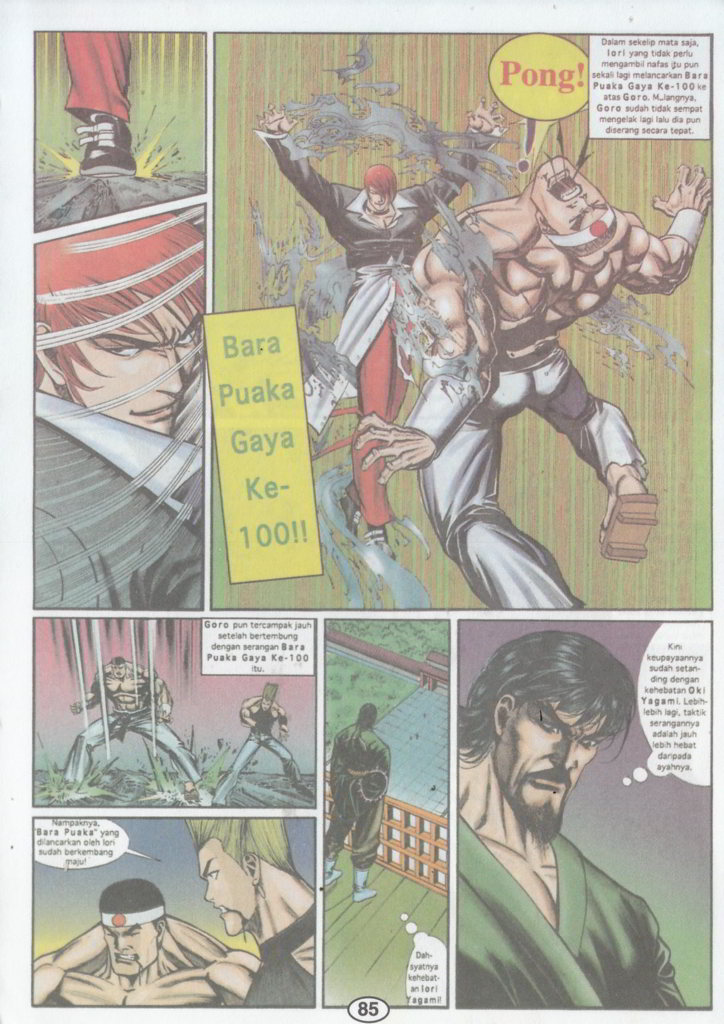 Pong!
Dalam sekelip mata saja,
Iori yang tidak perlu
mengambil nafas itu pun
sekali lagi melancarkan Bara
Puaka Gaya Ke-100 ke
atas Goro. M.langnya,
Goro sudah tidak sempat
mengelak lagi lalu dia pun
diserang secara tepat.
Bara
Puaka
Gaya
Ke-
100!!
Goro pun tercampak jauh
setelah bertembung
dengan serangan Bara
Puaka Gaya Ke-100
itu.
Nampaknya,
"Bara Puaka" yang
dilancarkan oleh Iori
sudah berkembang
maju!
Dah-
syatnya
kehebat-
an Iori
Yagami!
Kini
keupayaannya
sudah setan-
ding dengan
kehebatan Oki
Yagami. Lebih-
lebih lagi, taktik
serangannya
adalah jauh
lebih hebat
daripada
ayahnya.
85